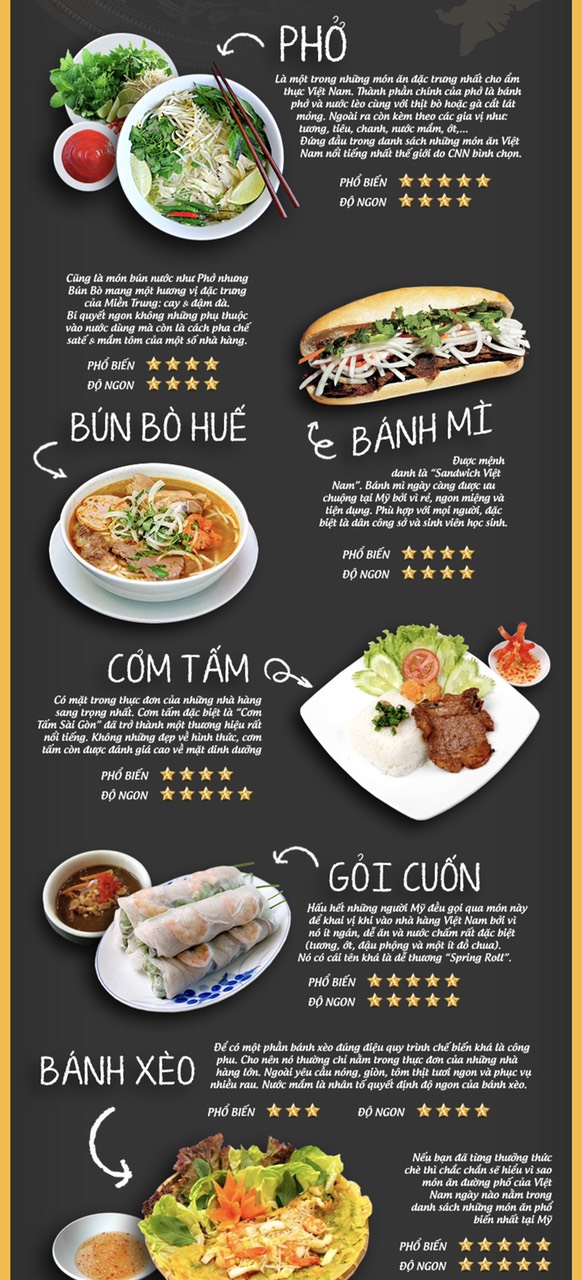 PHỞ
Là một trong những món ăn đặc trưng nhất cho ẩm
thực Việt Nam. Thành phần chính của phở là bánh
phở và nước lèo cùng với thịt bò hoặc gà cắt lát
mỏng. Ngoài ra còn kèm theo các gia vị như:
tương, tiêu, chanh, nước mắm, ớt,...
Đứng đầu trong danh sách những món ăn Việt
Nam nổi tiếng nhất thế giới do CNN bình chọn.
PHỔ BIẾN
ĐỘ NGON
Cũng là món bún nước như Phở nhưng
Bún Bò mang một hương vị đặc trưng
của Miền Trung: cay & đậm đà.
Bí quyết ngon không những phụ thuộc
vào nước dùng mà còn là cách pha chế
satế & mắm tôm của một số nhà hàng.
PHỔ BIẾN
ĐỘ NGON
BÚN BÒ HUẾ
BÁNH MÌ
Được mệnh
danh là “Sandwich Việt
Nam”. Bánh mì ngày càng được ưu
chuộng tại Mỹ bởi vì rẻ, ngon miệng và
tiện dụng. Phù hợp với mọi người, đặc
biệt là dân công sở và sinh viên học sinh.
PHỔ BIẾN
ĐỘ NGON
CƠM TẤM
Có mặt trong thực đơn của những nhà hàng
sang trọng nhất. Cơm tấm đặc biệt là “Cơm
Tấm Sài Gòn” đã trở thành một thương hiệu rất
nổi tiếng. Không những đẹp về hình thức, cơm
tấm còn được đánh giá cao về mặt dinh dưỡng
PHỔ BIẾN
ĐỘ NGON
GỎI CUỐN
Hầu hết những người Mỹ đều gọi qua món này
để khai vị khi vào nhà hàng Việt Nam bởi vì
nó ít ngán, dễ ăn và nước chấm rất đặc biệt
(tương, ớt, đậu phộng và một ít đồ chua).
Nó có cái tên khá là dễ thương “Spring Roll”.
PHỔ BIẾN
ĐỘ NGON
BÁNH XÈO
Để có một phần bánh xèo đúng điệu quy trình chế biến khá là công
phu. Cho nên nó thường chỉ nằm trong thực đơn của những nhà
hàng lớn. Ngoài yêu cầu nóng, giòn, tôm thịt tươi ngon và phục vụ
nhiều rau. Nước mắm là nhân tố quyết định độ ngon của bánh xèo.
PHỔ BIẾN
ĐỘ NGON
Nếu bạn đã từng thưởng thức
chè thì chắc chắn sẽ hiểu vì sao
món ăn đường phố của Việt
Nam ngày nào nằm trong
danh sách những món ăn phổ
biến nhất tại Mỹ
PHỔ BIẾN
ĐỘ NGON